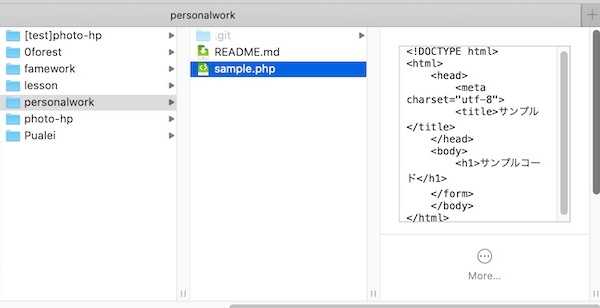 personalwork
[test]photo-hp
0forest
famework
lesson
personalwork
photo-hp
Pualei
.git
README.md
sample.php
<!DOCTYPE html>
<html>
<head>
<meta
charset="utf-8">
<title>サンプル
</title>
</head>
<body>
<h1>サンプルコー
ド</h1>
</form>
</body>
</html>
More...